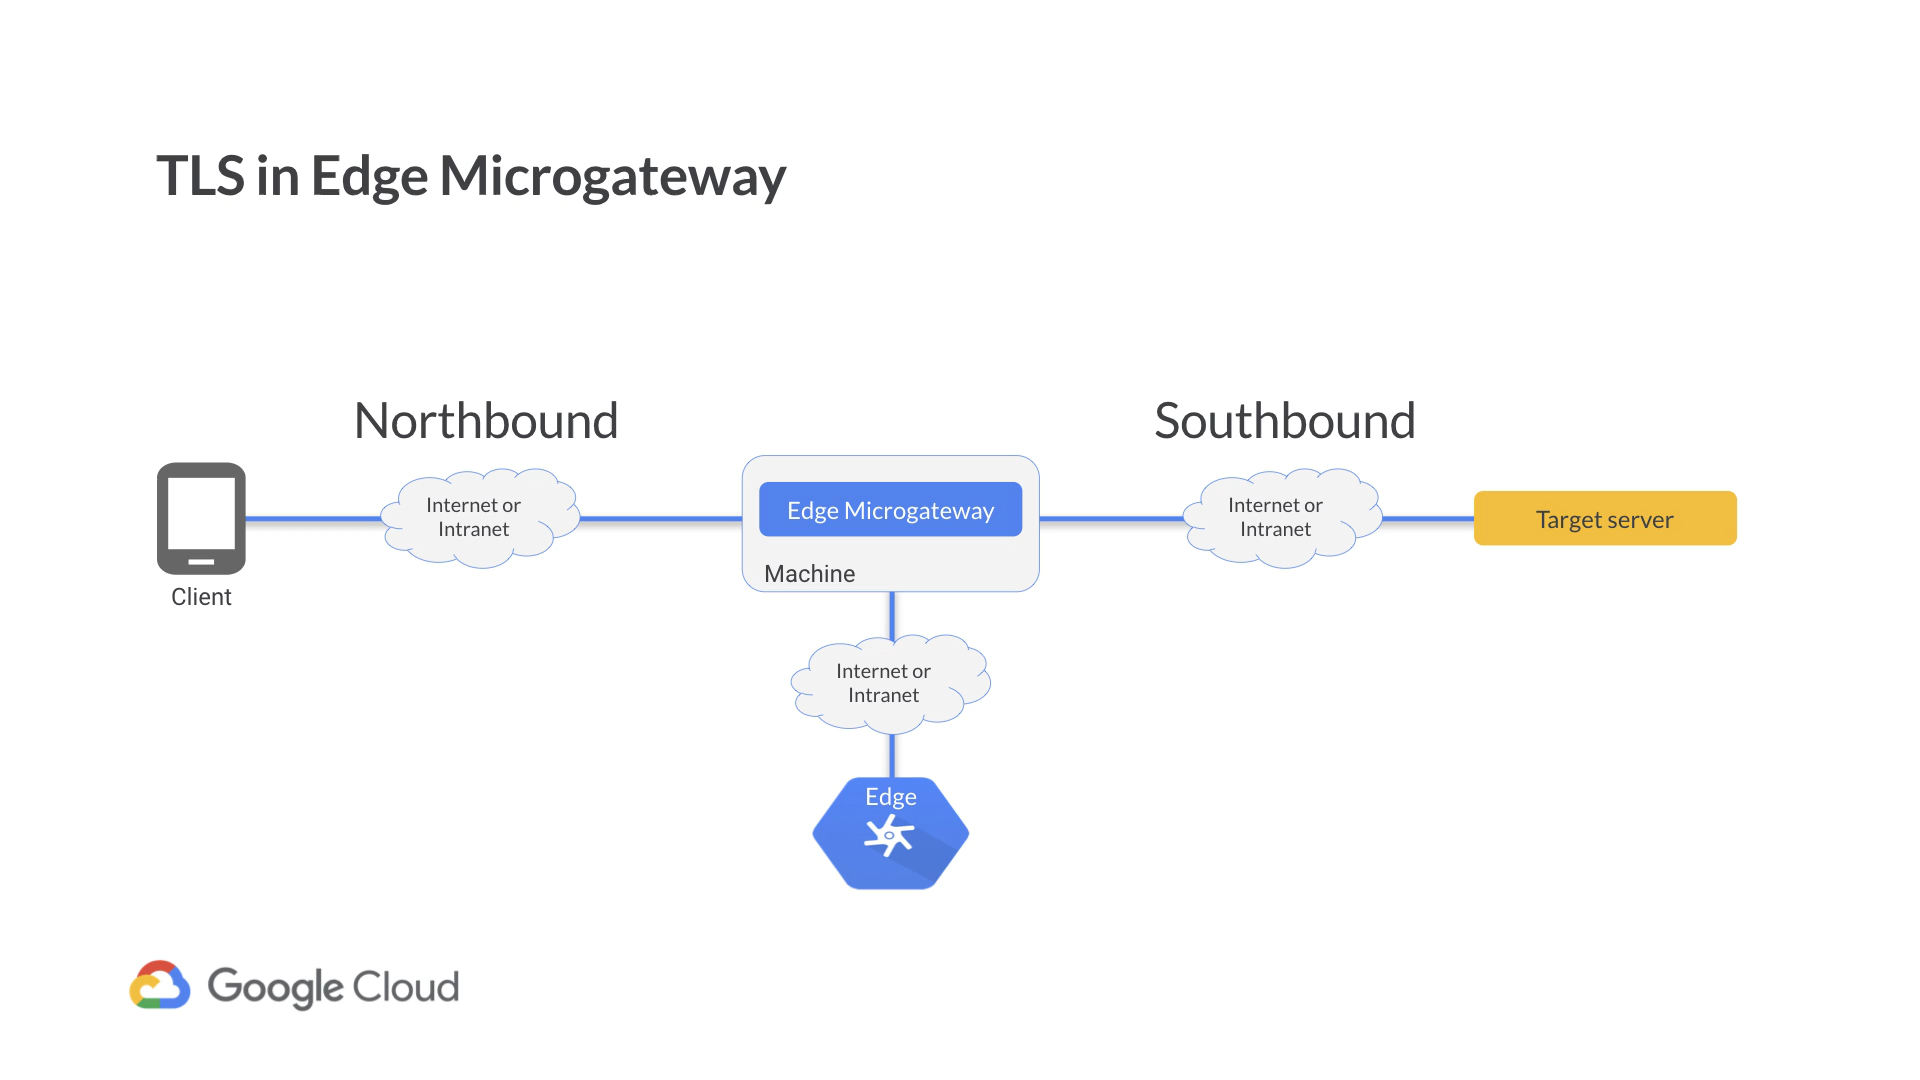 TLS in Edge Microgateway
Northbound
Southbound
Internet or
Intranet
Edge Microgateway
Machine
Internet or
Intranet
Target server
Client
Internet or
Intranet
Edge
Google Cloud